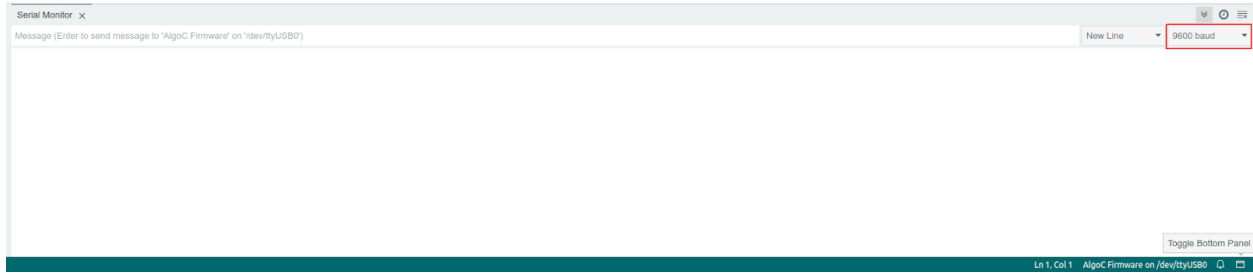 Serial Monitor
Message (Enter to send message to 'AlgoC Firmware' on '/dev/ttyUSB0')
New Line
9600 baud
Toggle Bottom Panel
Ln 1, Col 1 AlgoC Firmware on /dev/ttyUSB0